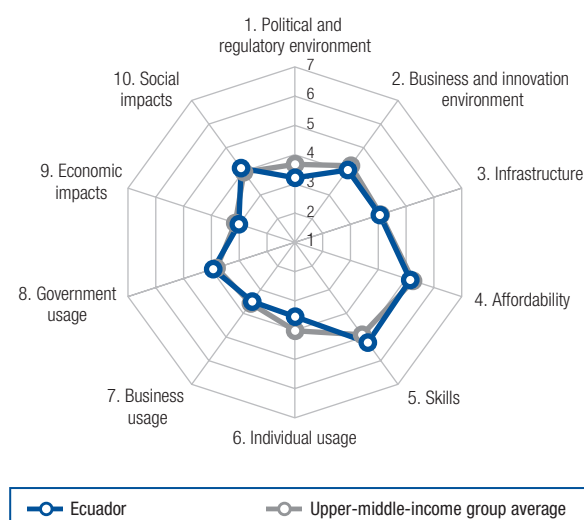 1. Political and
regulatory environment
2. Business and innovation
environment
3. Infrastructure
4. Affordability
5. Skills
6. Individual usage
7. Business
usage
8. Government
usage
9. Economic
impacts
10. Social
impacts
7
6
5
4
3
2
1
Ecuador
Upper-middle-income group average